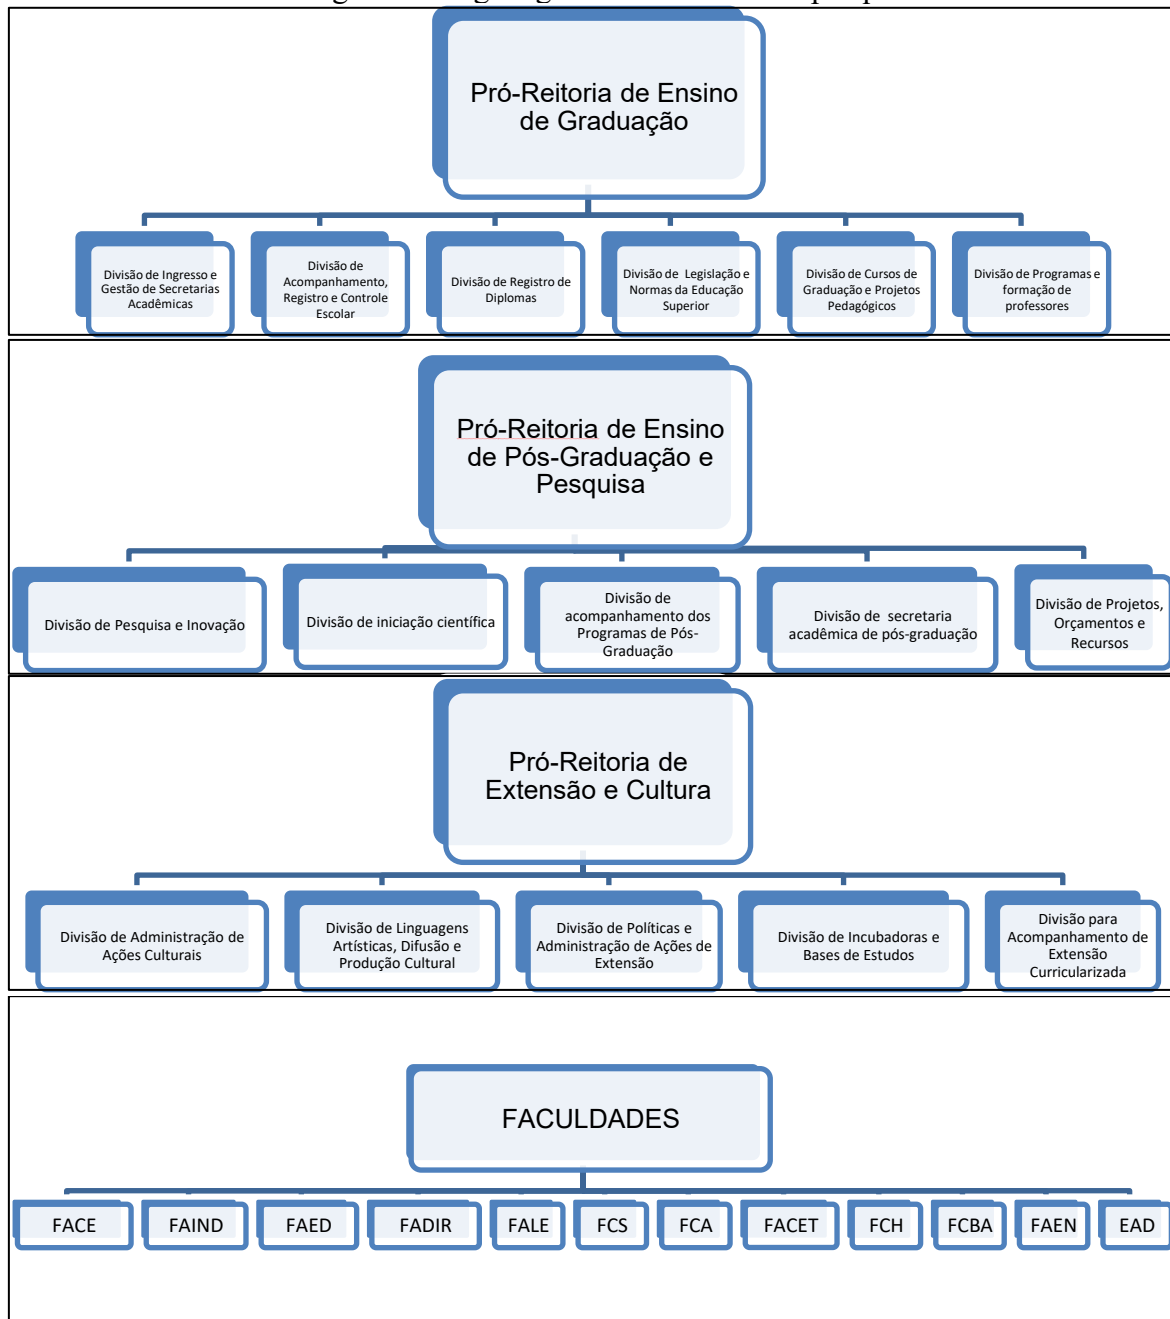 Pró-Reitoria de Ensino
de Graduação
Divisão de Ingresso e
Gestão de Secretarias
Acadêmicas
Divisão de
Acompanhamento,
Registro e Controle
Escolar
Divisão de Registro de
Diplomas
Divisão de Legislação e
Normas da Educação
Superior
Divisão de Cursos de
Graduação e Projetos
Pedagógicos
Divisão de Programas e
formação de
professores
Pró-Reitoria de Ensino
de Pós-Graduação e
Pesquisa
Divisão de Pesquisa e Inovação
Divisão de iniciação científica
Divisão de
acompanhamento dos
Programas de Pós-
Graduação
Divisão de secretaria
acadêmica de pós-graduação
Divisão de Projetos,
Orçamentos e
Recursos
Pró-Reitoria de
Extensão e Cultura
Divisão de Administração de
Ações Culturais
Divisão de Linguagens
Artísticas, Difusão e
Produção Cultural
Divisão de Políticas e
Administração de Ações de
Extensão
Divisão de Incubadoras e
Bases de Estudos
Divisão para
Acompanhamento de
Extensão
Curricularizada
FACULDADES
FACE
FAIND
FAED
FADIR
FALE
FCS
FCA
FACET
FCH
FCBA
FAEN
EAD